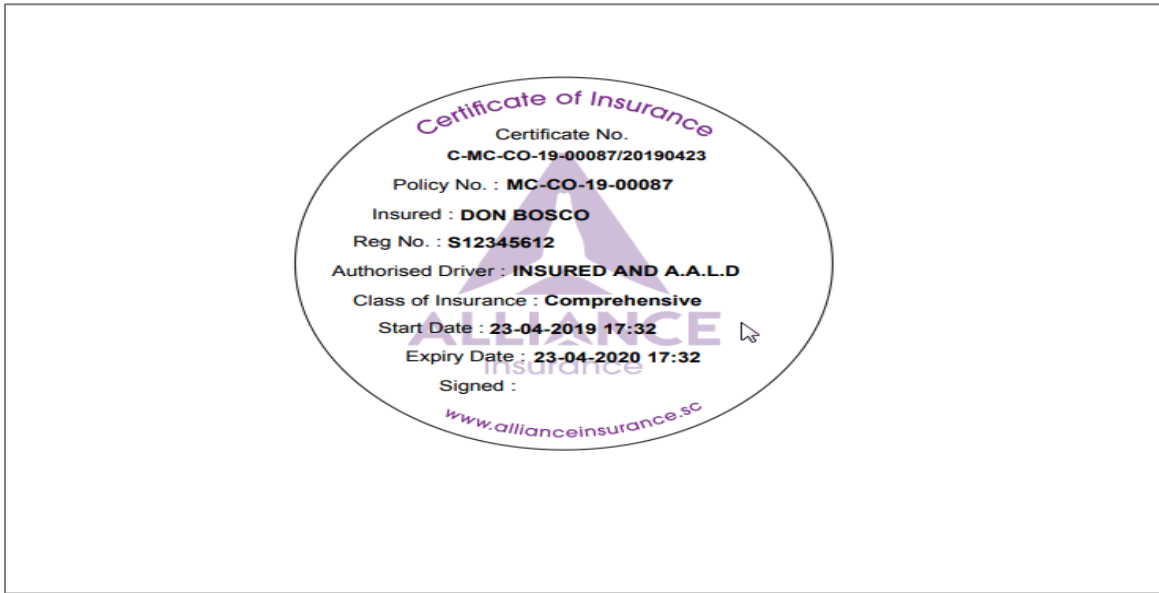 Certificate of Insurance
Certificate No.
C-MC-CO-19-00087/20190423
Policy No. : MC-CO-19-00087
Insured : DON BOSCO
Reg No. : S12345612
Authorised Driver : INSURED AND A.A.L.D
Class of Insurance : Comprehensive
ALLIANCE
Start Date : 23-04-2019 17:32
Insurance
Expiry Date : 23-04-2020 17:32
Signed :
www.allianceinsurance.sc